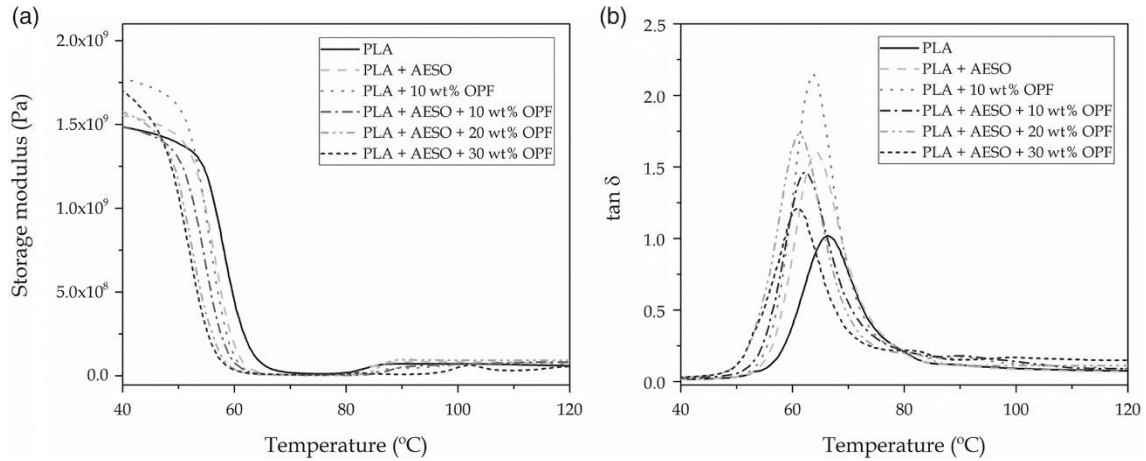 (a)
2.0x10⁹
1.5x10⁹
1.0x10⁹
5.0x10⁸
0.0
Storage modulus (Pa)
PLA
PLA + AESO
PLA + 10 wt% OPF
PLA + AESO + 10 wt% OPF
PLA + AESO + 20 wt% OPF
PLA + AESO + 30 wt% OPF
40 60 80 100 120
Temperature (ºC)
(b)
2.5
2.0
1.5
1.0
0.5
0.0
tan δ
PLA
PLA + AESO
PLA + 10 wt% OPF
PLA + AESO + 10 wt% OPF
PLA + AESO + 20 wt% OPF
PLA + AESO + 30 wt% OPF
40 60 80 100 120
Temperature (ºC)